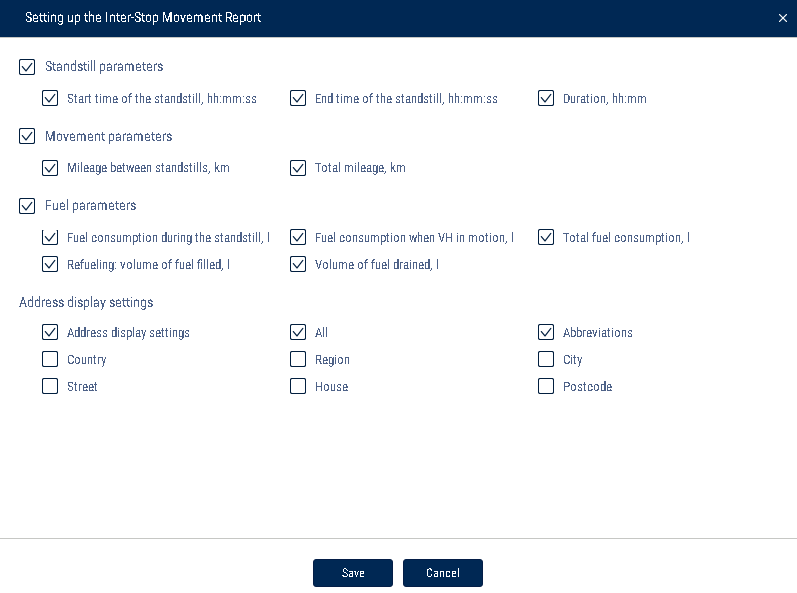 Setting up the Inter-Stop Movement Report
Standstill parameters
Start time of the standstill, hh:mm:ss End time of the standstill, hh:mm:ss Duration, hh:mm
Movement parameters
Mileage between standstills, km Total mileage, km
Fuel parameters
Fuel consumption during the standstill, l Fuel consumption when VH in motion, l Total fuel consumption, l
Refueling: volume of fuel filled, l Volume of fuel drained, l
Address display settings
Address display settings All Abbreviations
Country Region City
Street House Postcode
Save Cancel